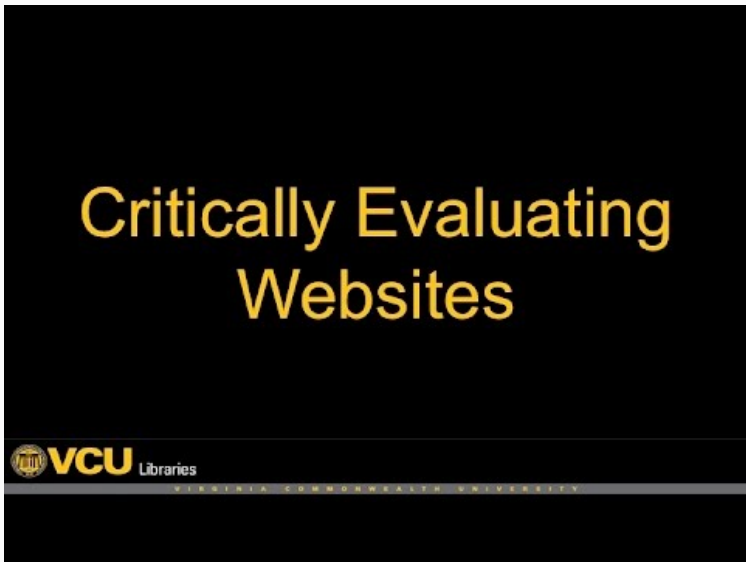 Critically Evaluating
Websites
VCU Libraries
VIRGINIA COMMONWEALTH UNIVERSITY